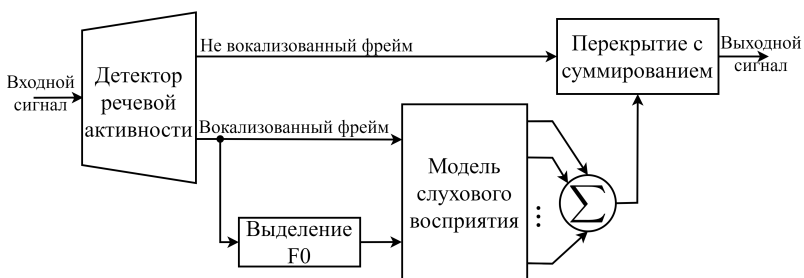 Входной
сигнал
Детектор
речевой
активности
Не вокализованный фрейм
Вокализованный фрейм
Выделение
F0
Модель
слухового
восприятия
...
Σ
Перекрытие с
суммированием
Выходной
сигнал